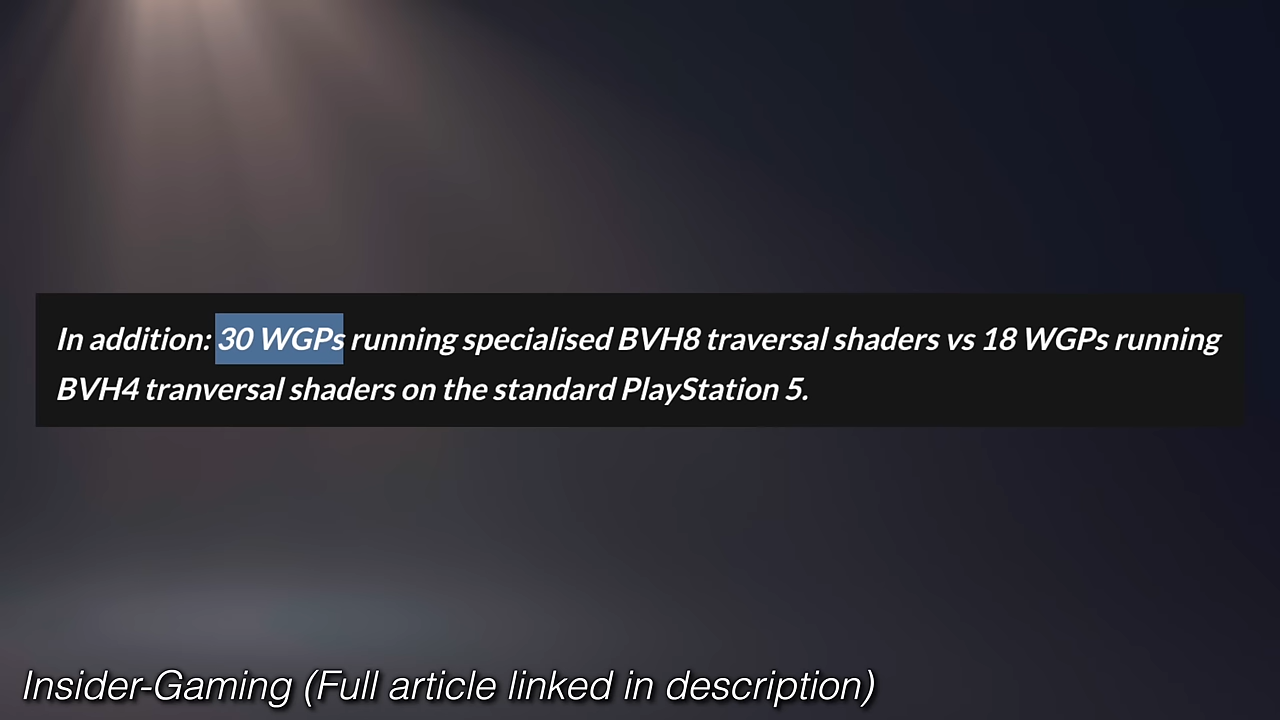 In addition: 30 WGPs running specialised BVH8 traversal shaders vs 18 WGPs running
BVH4 tranversal shaders on the standard PlayStation 5.
Insider-Gaming (Full article linked in description)